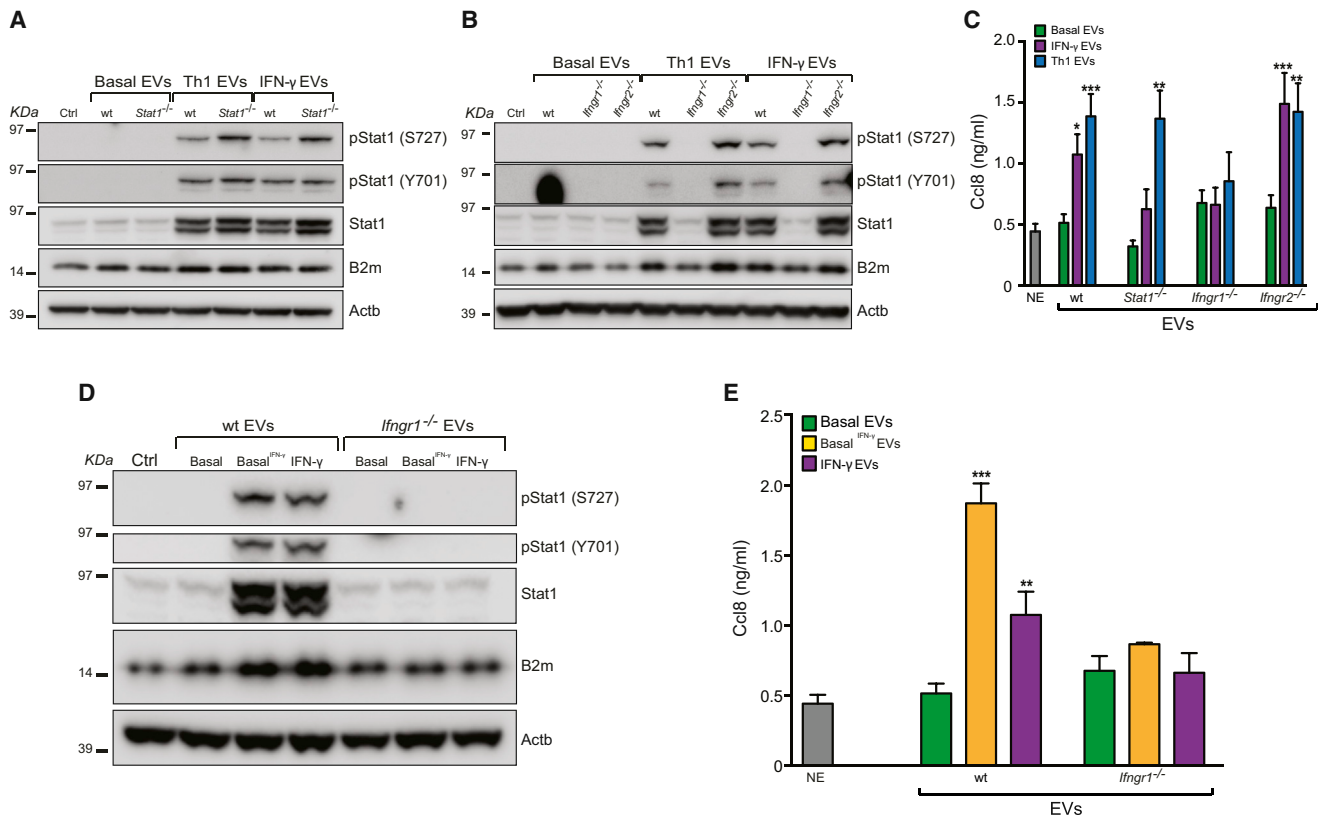 A
Basal EVs Th1 EVs IFN-γ EVs
KDa Ctrl wt Stat1-/- wt Stat1-/- wt Stat1-/-
97 pStat1 (S727)
97 pStat1 (Y701)
97 Stat1
14 B2m
39 Actb
B
Basal EVs Th1 EVs IFN-γ EVs
KDa Ctrl wt Ifngr1-/- Ifngr2-/- wt Ifngr1-/- Ifngr2-/- wt Ifngr1-/- Ifngr2-/-
97 pStat1 (S727)
97 pStat1 (Y701)
97 Stat1
14 B2m
39 Actb
C
Basal EVs
IFN-γ EVs
Th1 EVs
Ccl8 (ng/ml)
2.0
1.5
1.0
0.5
0
* *** ** *** **
NE wt Stat1-/- Ifngr1-/- Ifngr2-/-
EVs
D
wt EVs Ifngr1-/- EVs
KDa Ctrl Basal BasalIFN-γ IFN-γ Basal BasalIFN-γ IFN-γ
97 pStat1 (S727)
97 pStat1 (Y701)
97 Stat1
14 B2m
39 Actb
E
Basal EVs
Basal IFN-γ EVs
IFN-γ EVs
Ccl8 (ng/ml)
2.5
2.0
1.5
1.0
0.5
0
*** **
NE wt Ifngr1-/-
EVs